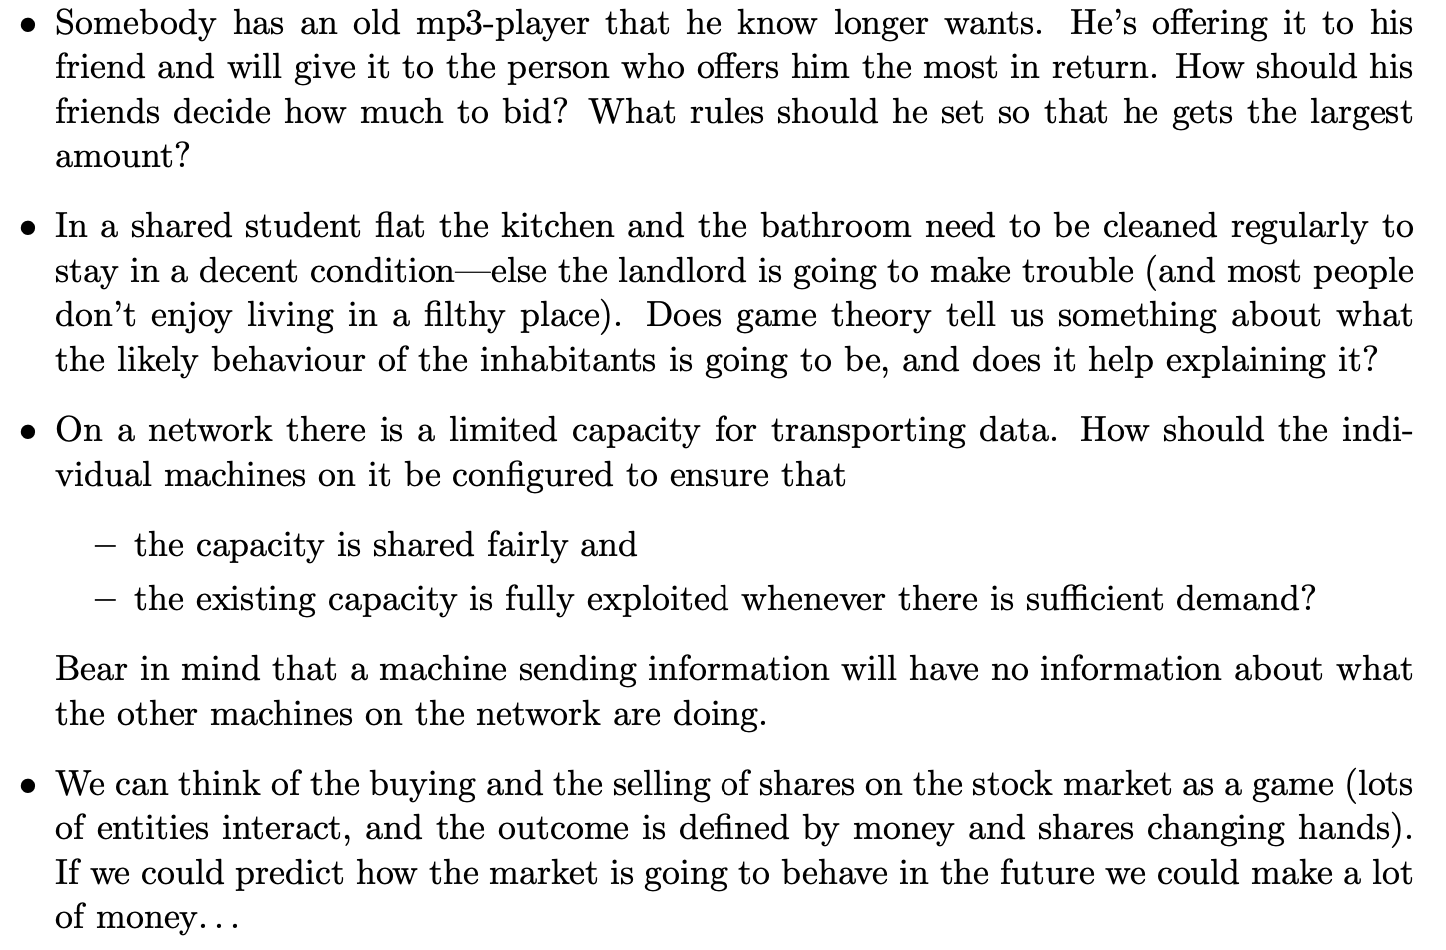 • Somebody has an old mp3-player that he know longer wants. He's offering it to his
friend and will give it to the person who offers him the most in return. How should his
friends decide how much to bid? What rules should he set so that he gets the largest
amount?
• In a shared student flat the kitchen and the bathroom need to be cleaned regularly to
stay in a decent condition—else the landlord is going to make trouble (and most people
don't enjoy living in a filthy place). Does game theory tell us something about what
the likely behaviour of the inhabitants is going to be, and does it help explaining it?
• On a network there is a limited capacity for transporting data. How should the indi-
vidual machines on it be configured to ensure that
– the capacity is shared fairly and
– the existing capacity is fully exploited whenever there is sufficient demand?
Bear in mind that a machine sending information will have no information about what
the other machines on the network are doing.
• We can think of the buying and the selling of shares on the stock market as a game (lots
of entities interact, and the outcome is defined by money and shares changing hands).
If we could predict how the market is going to behave in the future we could make a lot
of money...